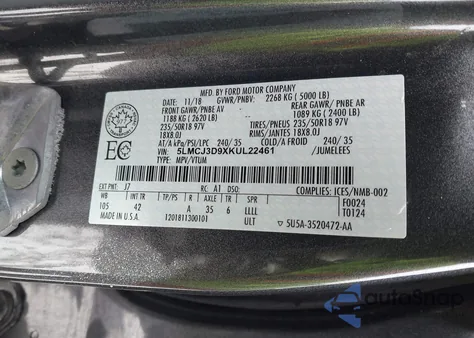 MFD. BY FORD MOTOR COMPANY
DATE: 11/18 GVWR/PNBV: 2268 KG ( 5000 LB)
FRONT GAWR/PNBE AV REAR GAWR/ PNBE AR
1188 KG ( 2620 LB) 1089 KG ( 2400 LB)
235/50R18 97V TIRES/PNEUS 235/50R18 97V
18X8.0J RIMS/JANTES 18X8.0J
AT/A kPa/PSI/LPC 240/ 35 COLD/A FROID 240/ 35
EC VIN: 5LMCJ3D9XKUL22461
TYPE: MPV/VTUM
EXT PNT: J7 RC: A1 DSO: COMPLIES: ICES/NMB-002
WB INT TR TP/PS R AXLE TR SPR F0024
105 42 A 35 6 LLLL T0124
MADE IN U.S.A. 1201811300101 ULT 5U5A-3520472-AA
autoSnap